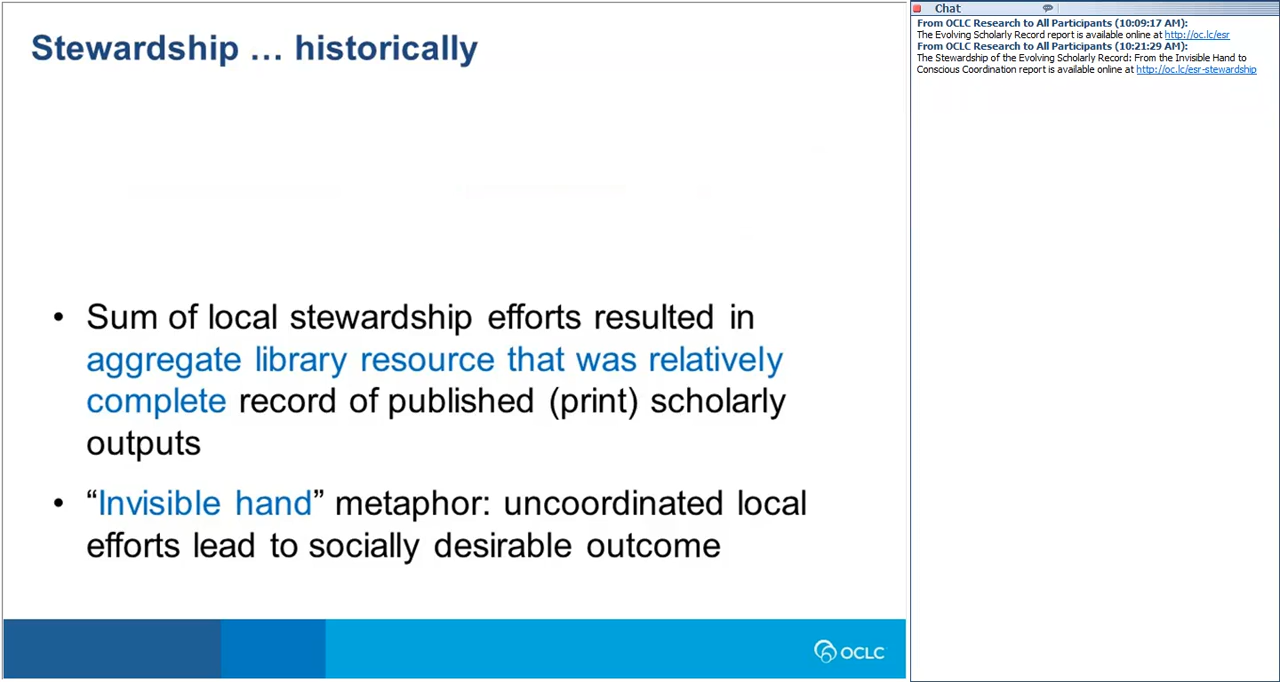 Stewardship … historically
• Sum of local stewardship efforts resulted in
aggregate library resource that was relatively
complete record of published (print) scholarly
outputs
• “Invisible hand” metaphor: uncoordinated local
efforts lead to socially desirable outcome
OCLC
Chat
From OCLC Research to All Participants (10:09:17 AM):
The Evolving Scholarly Record report is available online at http://oc.lc/esr
From OCLC Research to All Participants (10:21:29 AM):
The Stewardship of the Evolving Scholarly Record: From the Invisible Hand to
Conscious Coordination report is available online at http://oc.lc/esr-stewardship